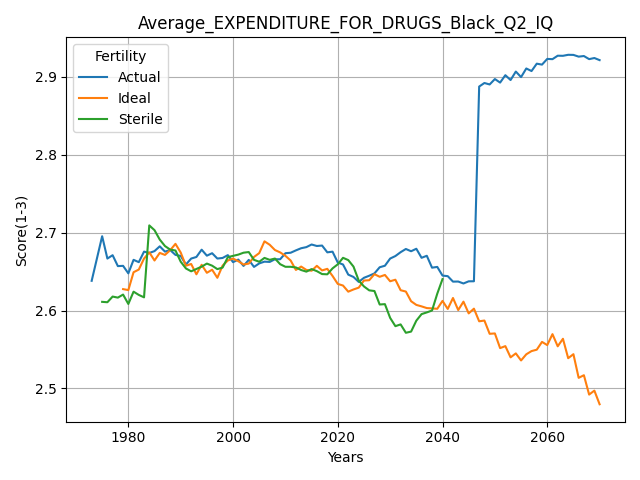 Average_EXPENDITURE_FOR_DRUGS_Black_Q2_IQ
Fertility
Actual
Ideal
Sterile
Score(1-3)
2.9
2.8
2.7
2.6
2.5
1980 2000 2020 2040 2060
Years